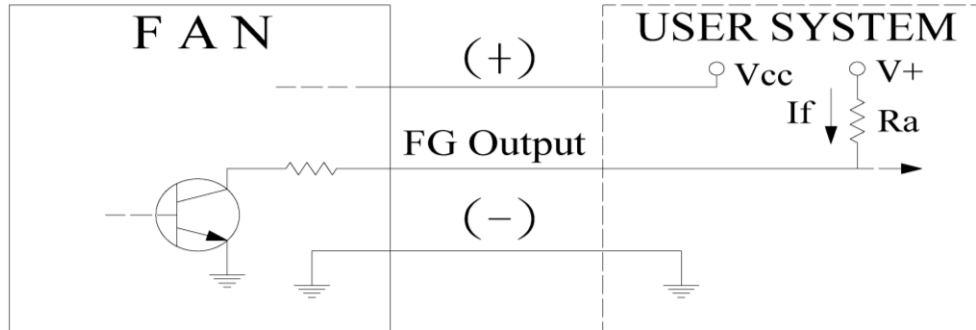 F A N
USER SYSTEM
(+)
Vcc
V+
If
Ra
FG Output
(-)